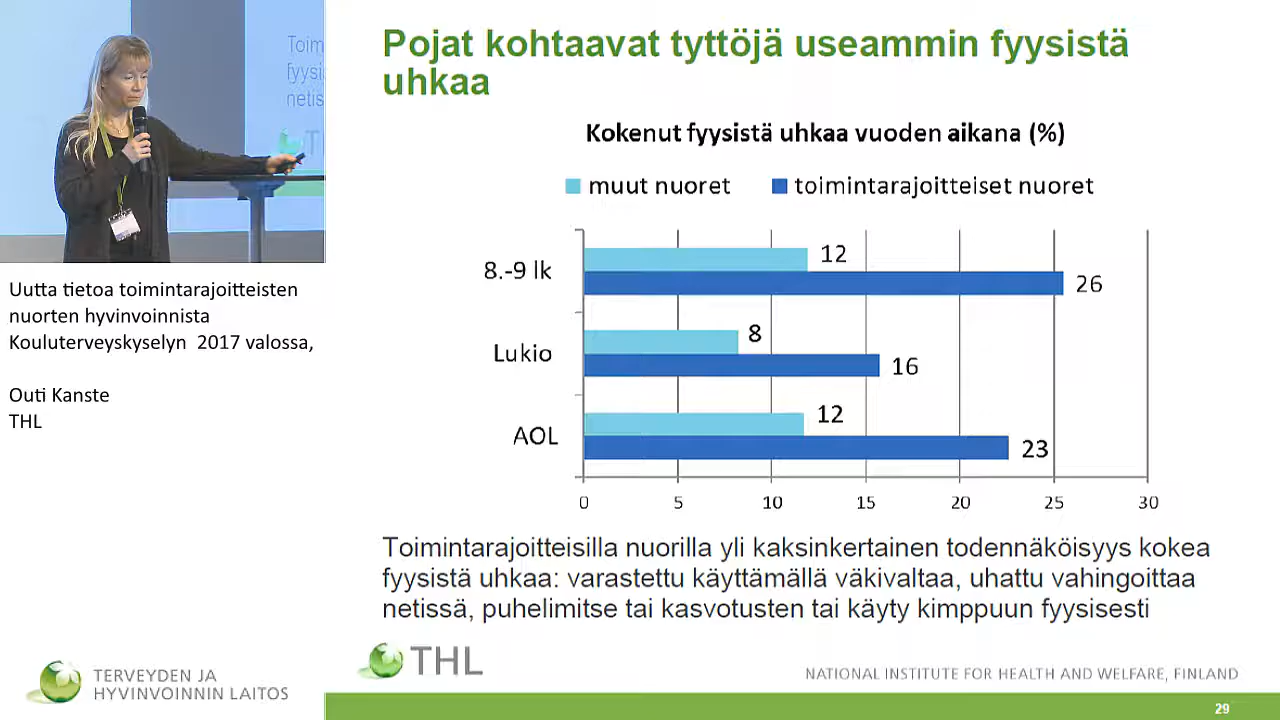 Toim
fyysi
netis
TH
Uutta tietoa toimintarajoitteisten
nuorten hyvinvoinnista
Kouluterveyskyselyn 2017 valossa,
Outi Kanste
THL
TERVEYDEN JA
HYVINVOINNIN LAITOS
Pojat kohtaavat tyttöjä useammin fyysistä
uhkaa
Kokenut fyysistä uhkaa vuoden aikana (%)
muut nuoret toimintarajoitteiset nuoret
8.-9 lk 12 26
Lukio 8 16
AOL 12 23
0 5 10 15 20 25 30
Toimintarajoitteisilla nuorilla yli kaksinkertainen todennäköisyys kokea
fyysistä uhkaa: varastettu käyttämällä väkivaltaa, uhattu vahingoittaa
netissä, puhelimitse tai kasvotusten tai käyty kimppuun fyysisesti
THL
NATIONAL INSTITUTE FOR HEALTH AND WELFARE, FINLAND
29